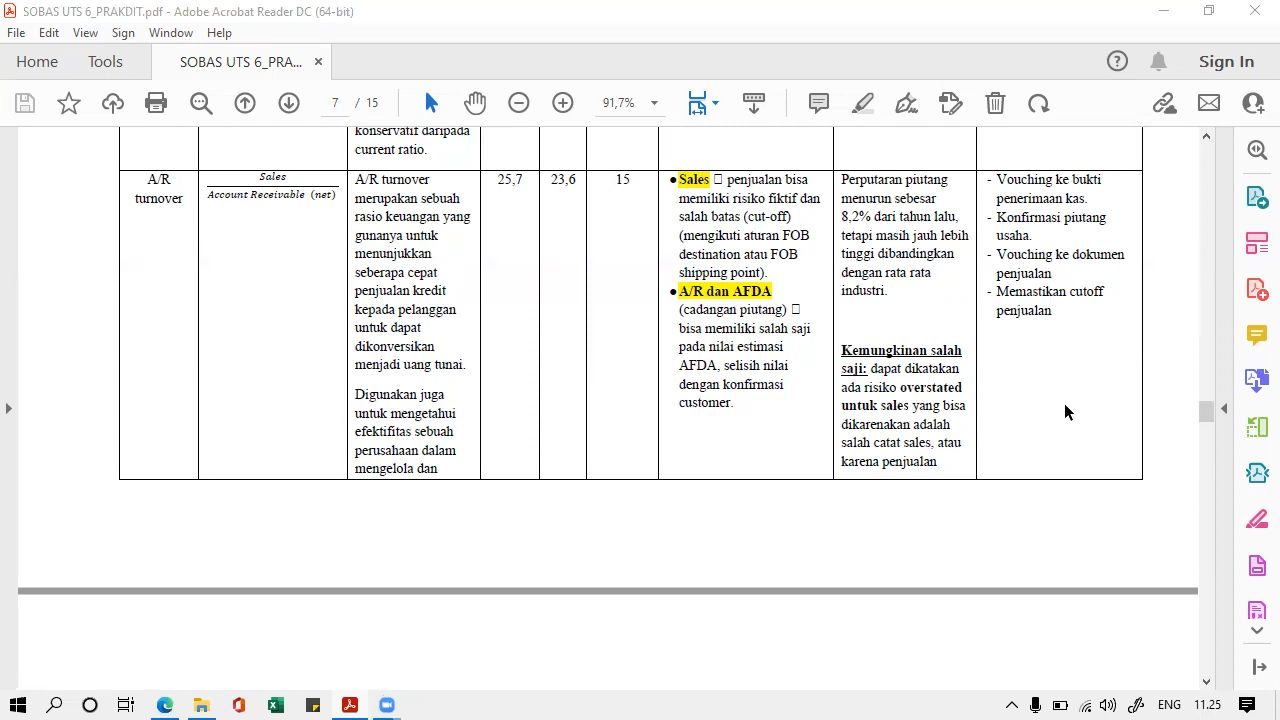 SOBAS UTS 6_PRAKDIT.pdf - Adobe Acrobat Reader DC (64-bit)
File Edit View Sign Window Help
Home Tools SOBAS UTS 6_PRA... × Sign In
7 / 15 91,7%
konservatif daripada
current ratio.
A/R
turnover
Sales
Account Receivable (net)
A/R turnover
merupakan sebuah
rasio keuangan yang
gunanya untuk
menunjukkan
seberapa cepat
penjualan kredit
kepada pelanggan
untuk dapat
dikonversikan
menjadi uang tunai.
Digunakan juga
untuk mengetahui
efektifitas sebuah
perusahaan dalam
mengelola dan
25,7
23,6
15
● Sales □ penjualan bisa
memiliki risiko fiktif dan
salah batas (cut-off)
(mengikuti aturan FOB
destination atau FOB
shipping point).
● A/R dan AFDA
(cadangan piutang) □
bisa memiliki salah saji
pada nilai estimasi
AFDA, selisih nilai
dengan konfirmasi
customer.
Perputaran piutang
menurun sebesar
8,2% dari tahun lalu,
tetapi masih jauh lebih
tinggi dibandingkan
dengan rata rata
industri.
Kemungkinan salah
saji: dapat dikatakan
ada risiko overstated
untuk sales yang bisa
dikarenakan adalah
salah catat sales, atau
karena penjualan
- Vouching ke bukti
penerimaan kas.
- Konfirmasi piutang
usaha.
- Vouching ke dokumen
penjualan
- Memastikan cutoff
penjualan
ENG 11.25